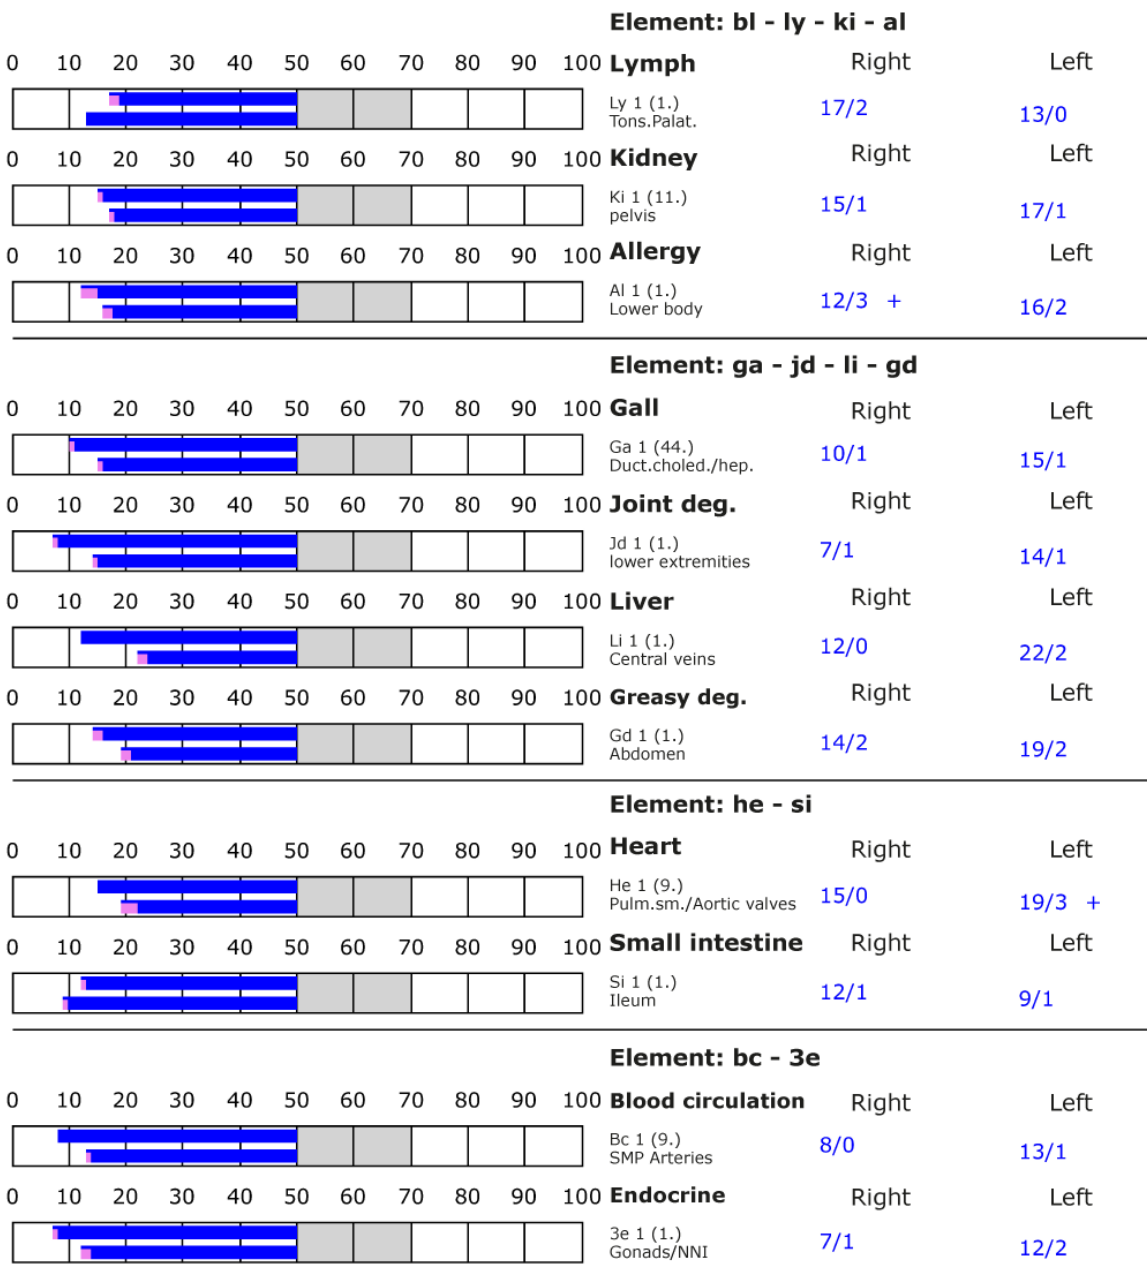 Element: bl - ly - ki - al
0 10 20 30 40 50 60 70 80 90 100 Lymph Right Left
Ly 1 (1.) 17/2 13/0
Tons.Palat.
0 10 20 30 40 50 60 70 80 90 100 Kidney Right Left
Ki 1 (11.) 15/1 17/1
pelvis
0 10 20 30 40 50 60 70 80 90 100 Allergy Right Left
Al 1 (1.) 12/3 + 16/2
Lower body
Element: ga - jd - li - gd
0 10 20 30 40 50 60 70 80 90 100 Gall Right Left
Ga 1 (44.) 10/1 15/1
Duct.choled./hep.
0 10 20 30 40 50 60 70 80 90 100 Joint deg. Right Left
Jd 1 (1.) 7/1 14/1
lower extremities
0 10 20 30 40 50 60 70 80 90 100 Liver Right Left
Li 1 (1.) 12/0 22/2
Central veins
0 10 20 30 40 50 60 70 80 90 100 Greasy deg. Right Left
Gd 1 (1.) 14/2 19/2
Abdomen
Element: he - si
0 10 20 30 40 50 60 70 80 90 100 Heart Right Left
He 1 (9.) 15/0 19/3 +
Pulm.sm./Aortic valves
0 10 20 30 40 50 60 70 80 90 100 Small intestine Right Left
Si 1 (1.) 12/1 9/1
Ileum
Element: bc - 3e
0 10 20 30 40 50 60 70 80 90 100 Blood circulation Right Left
Bc 1 (9.) 8/0 13/1
SMP Arteries
0 10 20 30 40 50 60 70 80 90 100 Endocrine Right Left
3e 1 (1.) 7/1 12/2
Gonads/NNI